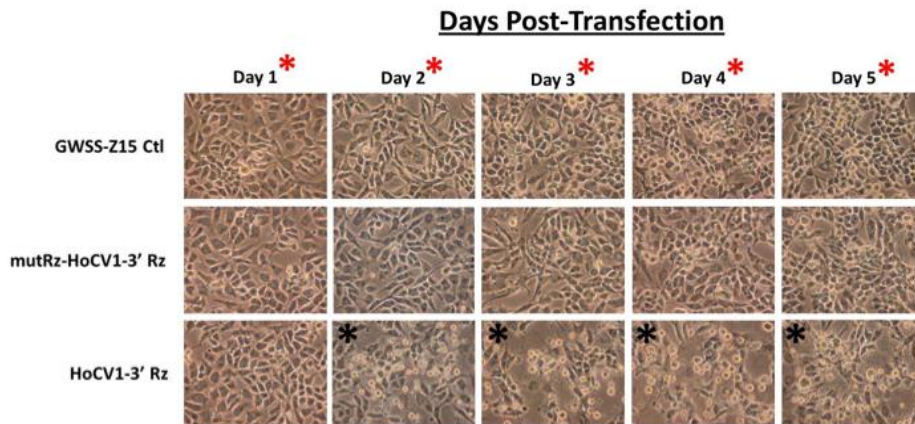 Days Post-Transfection
Day 1* Day 2* Day 3* Day 4* Day 5*
GWSS-Z15 Ctl
mutRz-HoCV1-3’ Rz
HoCV1-3’ Rz
* * * *